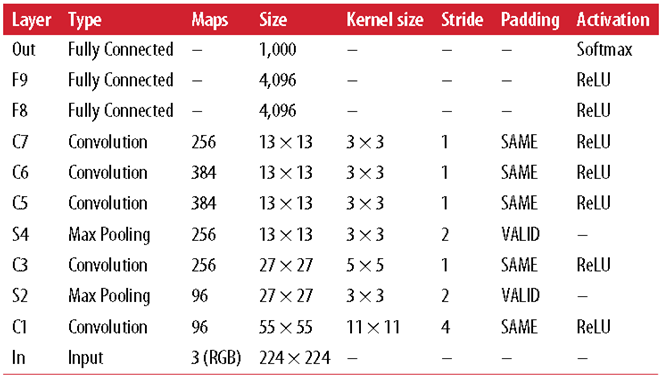 Layer Type Maps Size Kernel size Stride Padding Activation
Out Fully Connected – 1,000 – – – Softmax
F9 Fully Connected – 4,096 – – – ReLU
F8 Fully Connected – 4,096 – – – ReLU
C7 Convolution 256 13 × 13 3 × 3 1 SAME ReLU
C6 Convolution 384 13 × 13 3 × 3 1 SAME ReLU
C5 Convolution 384 13 × 13 3 × 3 1 SAME ReLU
S4 Max Pooling 256 13 × 13 3 × 3 2 VALID –
C3 Convolution 256 27 × 27 5 × 5 1 SAME ReLU
S2 Max Pooling 96 27 × 27 3 × 3 2 VALID –
C1 Convolution 96 55 × 55 11 × 11 4 SAME ReLU
In Input 3 (RGB) 224 × 224 – – – –